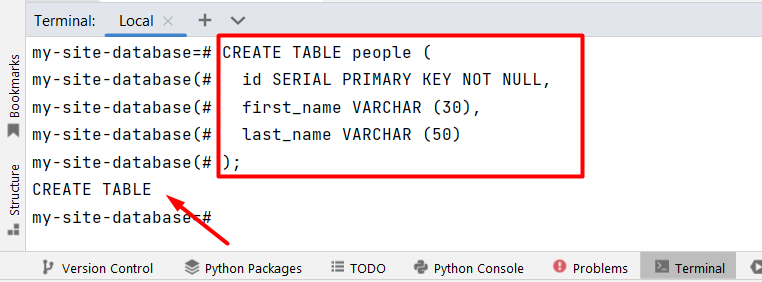 Terminal: Local × + ⌄
my-site-database=# CREATE TABLE people (
my-site-database(#   id SERIAL PRIMARY KEY NOT NULL,
my-site-database(#   first_name VARCHAR (30),
my-site-database(#   last_name VARCHAR (50)
my-site-database(# );
CREATE TABLE
my-site-database=#
Bookmarks
Structure
Version Control Python Packages TODO Python Console Problems Terminal